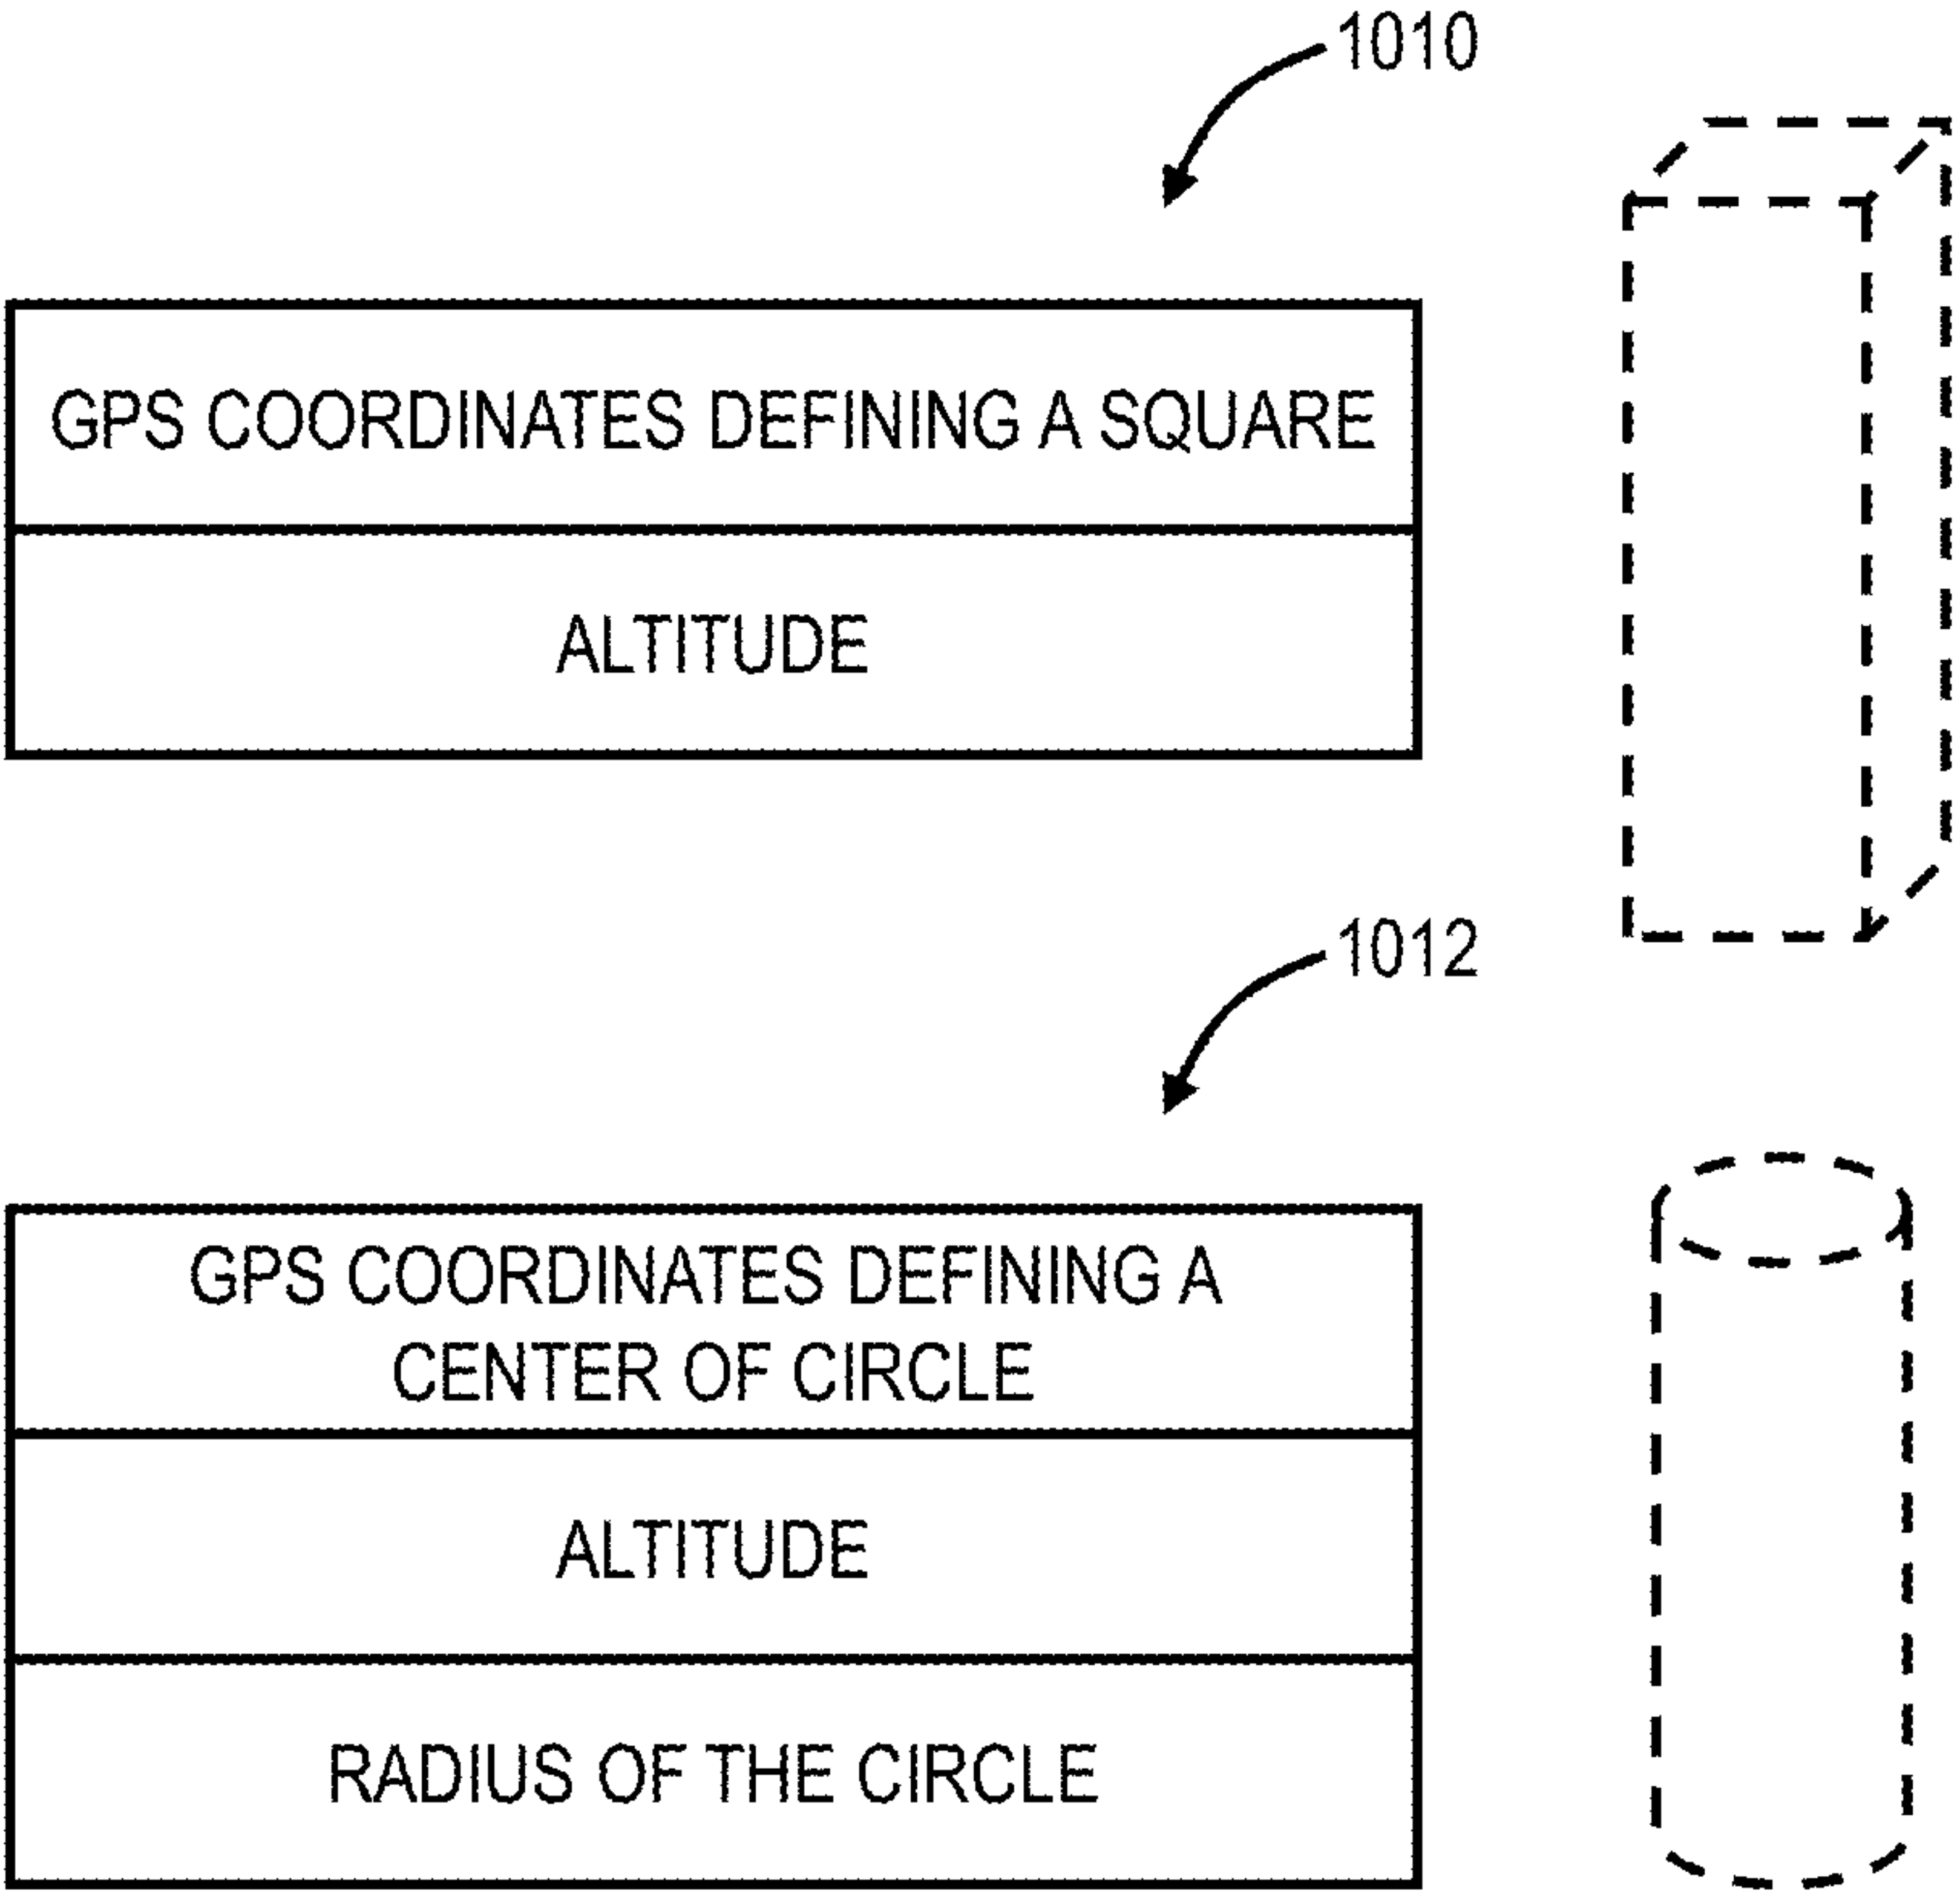 1010
GPS COORDINATES DEFINING A SQUARE
ALTITUDE
1012
GPS COORDINATES DEFINING A
CENTER OF CIRCLE
ALTITUDE
RADIUS OF THE CIRCLE